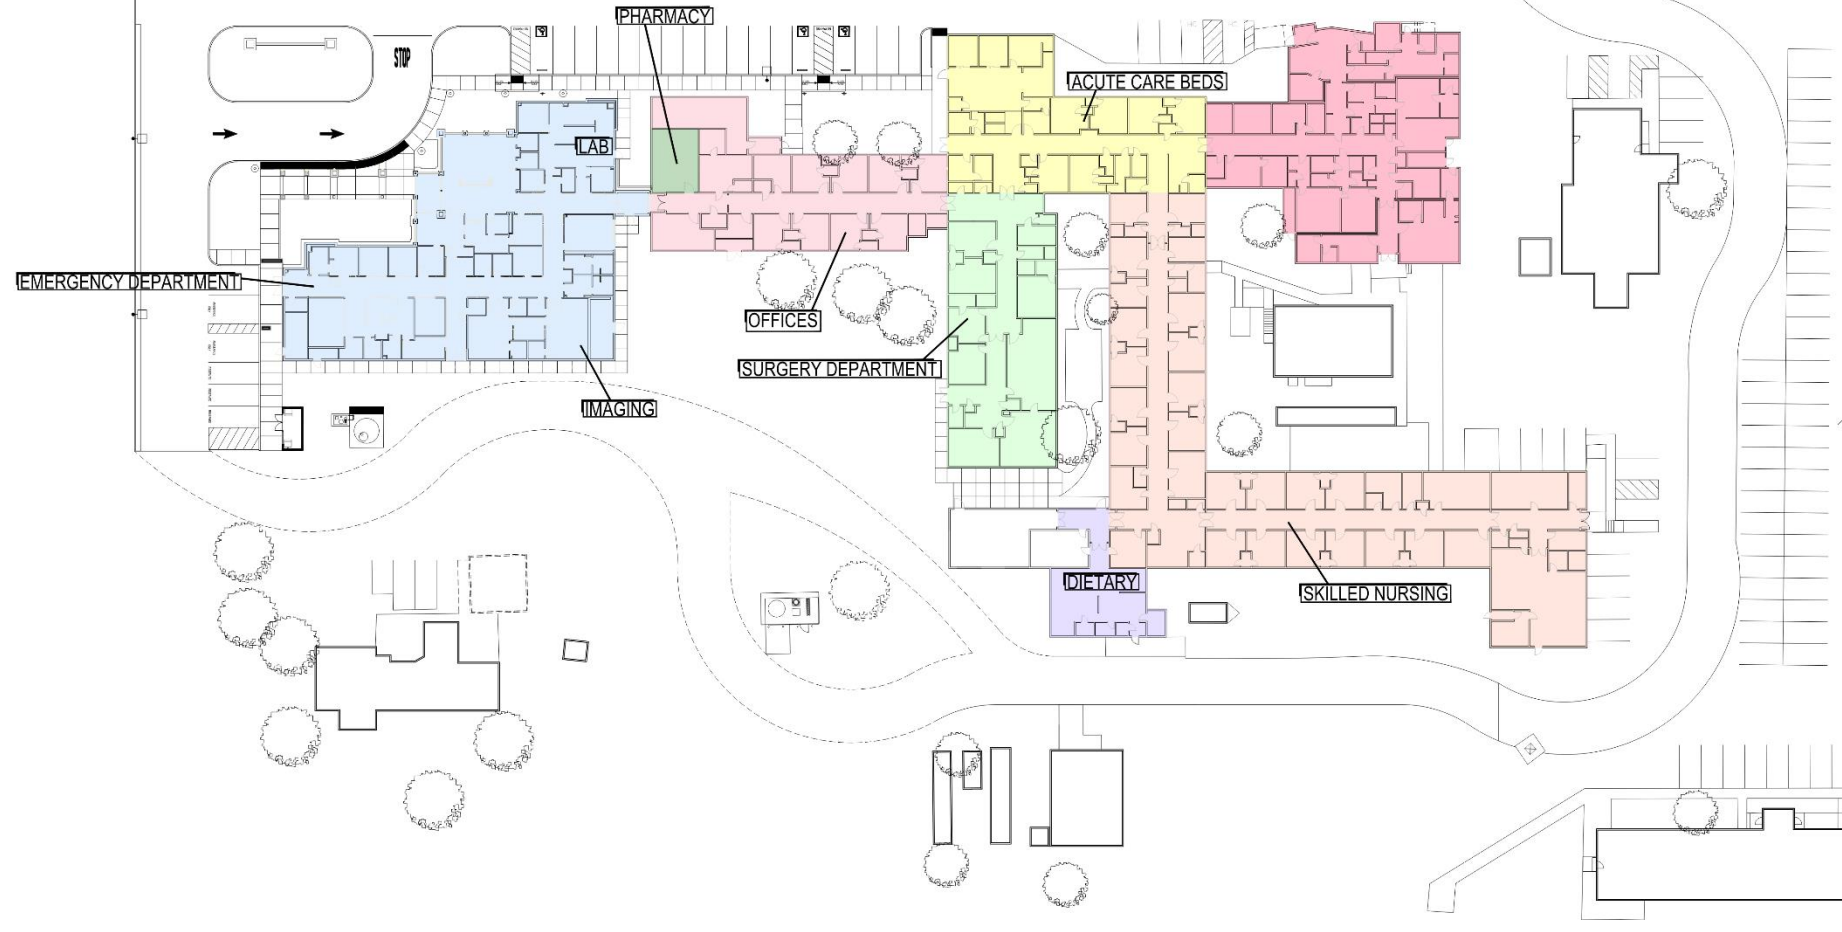 PHARMACY
STOP
ACUTE CARE BEDS
LAB
EMERGENCY DEPARTMENT
OFFICES
SURGERY DEPARTMENT
IMAGING
DIETARY
SKILLED NURSING